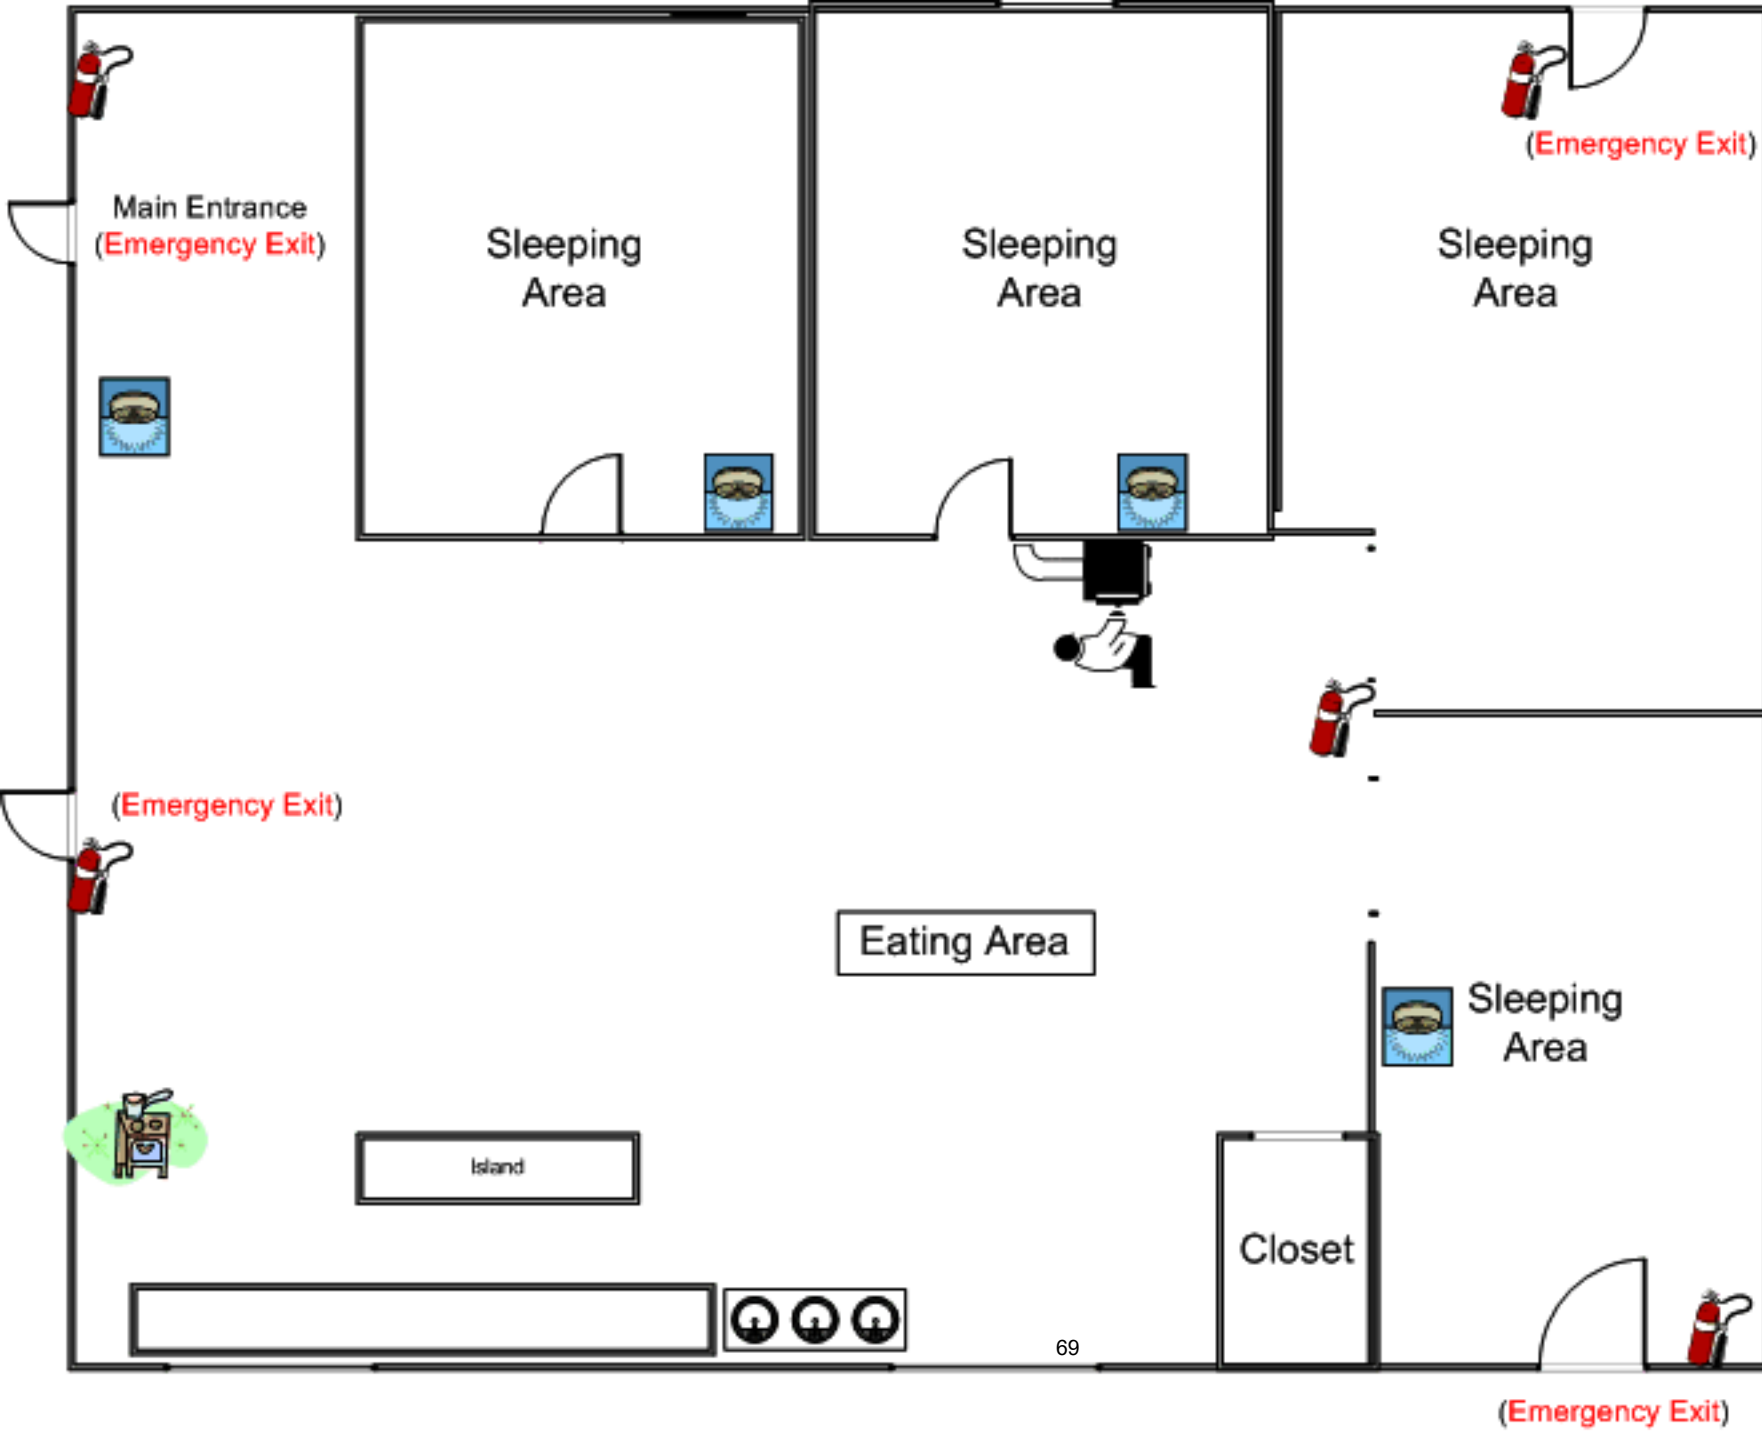 (Emergency Exit)
Main Entrance
(Emergency Exit)
Sleeping
Area
Sleeping
Area
Sleeping
Area
(Emergency Exit)
Eating Area
Sleeping
Area
Island
Closet
69
(Emergency Exit)